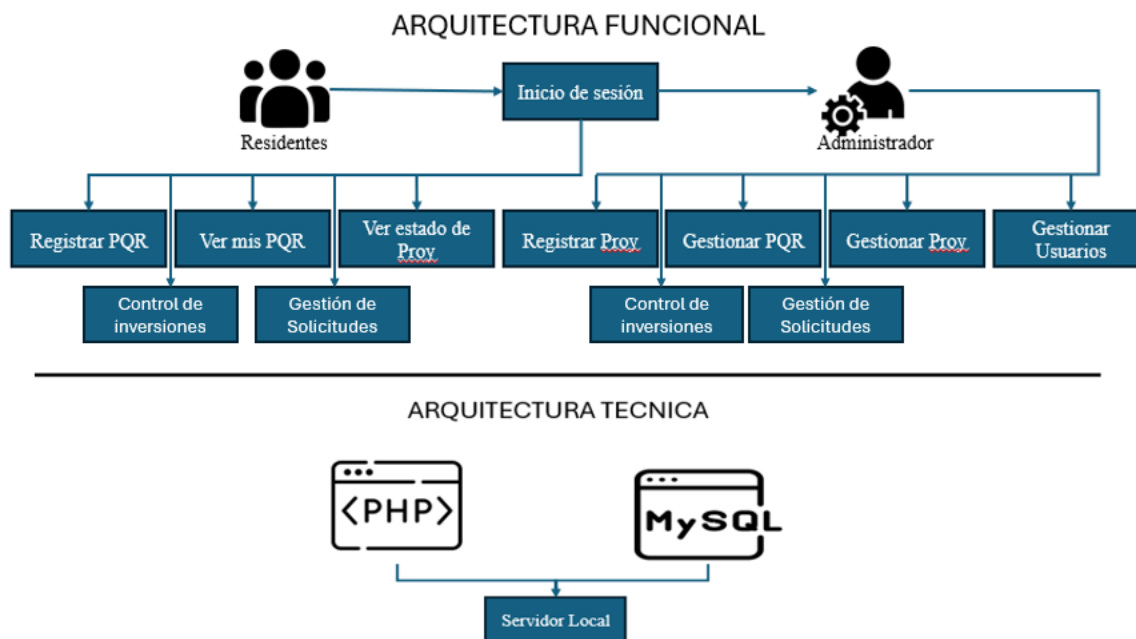 ARQUITECTURA FUNCIONAL
Inicio de sesión
Residentes
Administrador
Registrar PQR
Ver mis PQR
Ver estado de
Proy
Registrar Proy
Gestionar PQR
Gestionar Proy
Gestionar
Usuarios
Control de
inversiones
Gestión de
Solicitudes
Control de
inversiones
Gestión de
Solicitudes
ARQUITECTURA TECNICA
<PHP>
MySQL
Servidor Local